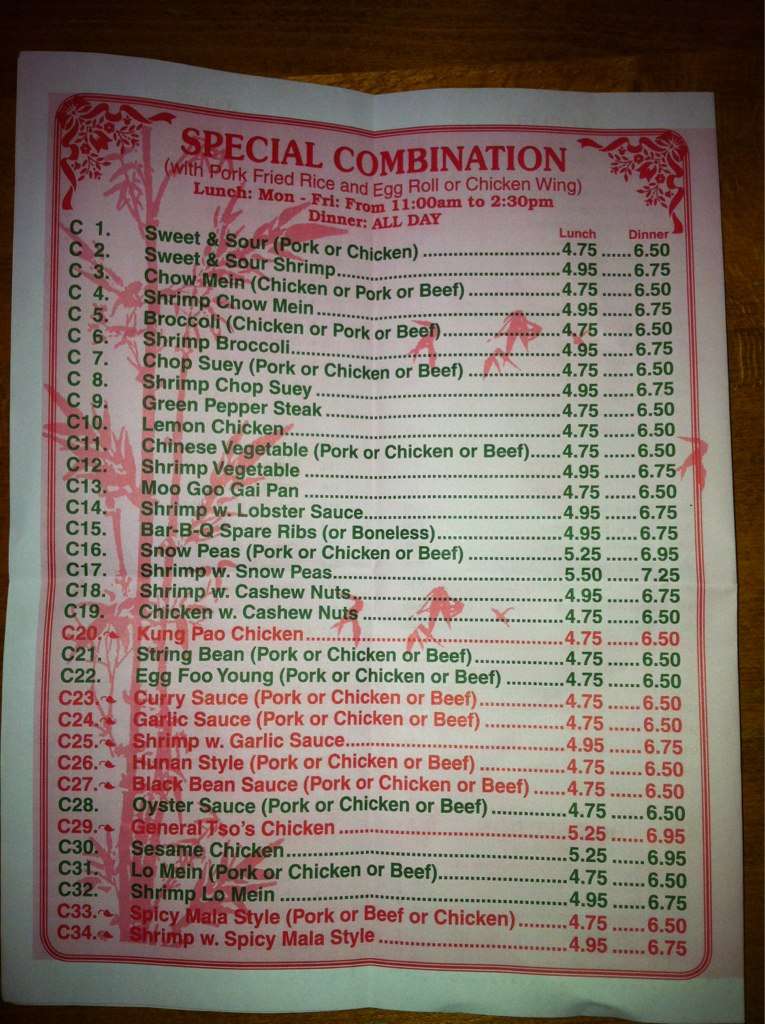 SPECIAL COMBINATION
(with Pork Fried Rice and Egg Roll or Chicken Wing)
Lunch: Mon - Fri: From 11:00am to 2:30pm
Dinner: ALL DAY
Lunch Dinner
C 1. Sweet & Sour (Pork or Chicken) 4.75 6.50
C 2. Sweet & Sour Shrimp 4.95 6.75
C 3. Chow Mein (Chicken or Pork or Beef) 4.75 6.50
C 4. Shrimp Chow Mein 4.95 6.75
C 5. Broccoli (Chicken or Pork or Beef) 4.75 6.50
C 6. Shrimp Broccoli 4.95 6.75
C 7. Chop Suey (Pork or Chicken or Beef) 4.75 6.50
C 8. Shrimp Chop Suey 4.95 6.75
C 9. Green Pepper Steak 4.75 6.50
C10. Lemon Chicken 4.75 6.50
C11. Chinese Vegetable (Pork or Chicken or Beef) 4.75 6.50
C12. Shrimp Vegetable 4.95 6.75
C13. Moo Goo Gai Pan 4.75 6.50
C14. Shrimp w. Lobster Sauce 4.95 6.75
C15. Bar-B-Q Spare Ribs (or Boneless) 4.95 6.75
C16. Snow Peas (Pork or Chicken or Beef) 5.25 6.95
C17. Shrimp w. Snow Peas 5.50 7.25
C18. Shrimp w. Cashew Nuts 4.95 6.75
C19. Chicken w. Cashew Nuts 4.75 6.50
C20. Kung Pao Chicken 4.75 6.50
C21. String Bean (Pork or Chicken or Beef) 4.75 6.50
C22. Egg Foo Young (Pork or Chicken or Beef) 4.75 6.50
C23. Curry Sauce (Pork or Chicken or Beef) 4.75 6.50
C24. Garlic Sauce (Pork or Chicken or Beef) 4.75 6.50
C25. Shrimp w. Garlic Sauce 4.95 6.75
C26. Hunan Style (Pork or Chicken or Beef) 4.75 6.50
C27. Black Bean Sauce (Pork or Chicken or Beef) 4.75 6.50
C28. Oyster Sauce (Pork or Chicken or Beef) 4.75 6.50
C29. General Tso's Chicken 5.25 6.95
C30. Sesame Chicken 5.25 6.95
C31. Lo Mein (Pork or Chicken or Beef) 4.75 6.50
C32. Shrimp Lo Mein 4.95 6.75
C33. Spicy Mala Style (Pork or Beef or Chicken) 4.75 6.50
C34. Shrimp w. Spicy Mala Style 4.95 6.75